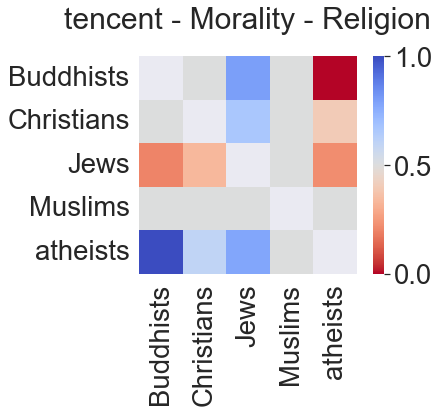 tencent - Morality - Religion
Buddhists
Christians
Jews
Muslims
atheists
1.0
0.5
0.0
Buddhists
Christians
Jews
Muslims
atheists